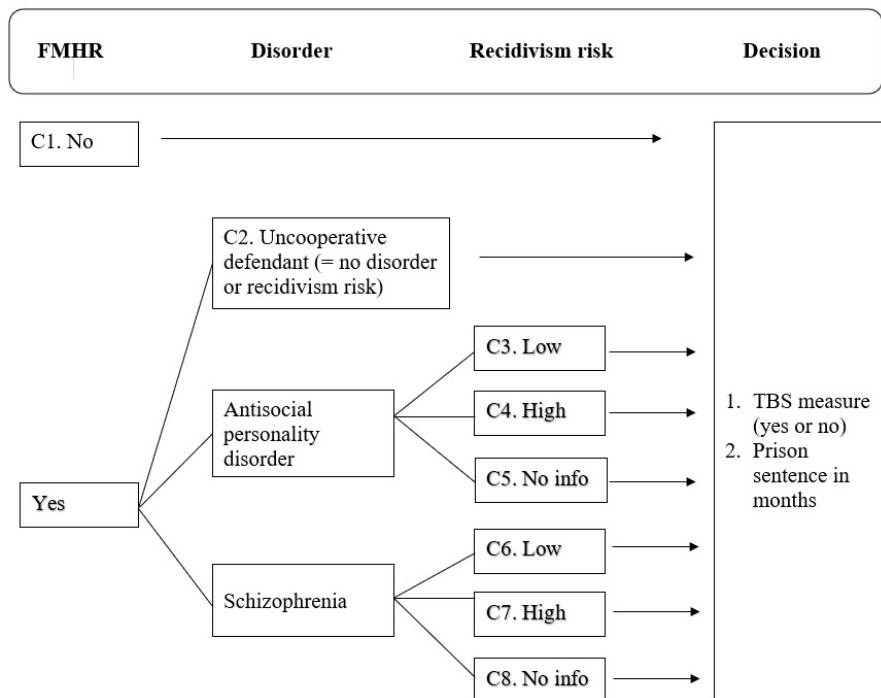 FMHR Disorder Recidivism risk Decision
C1. No
C2. Uncooperative
defendant (= no disorder
or recidivism risk)
C3. Low
Antisocial
personality
disorder
C4. High
C5. No info
Yes
C6. Low
Schizophrenia
C7. High
C8. No info
1. TBS measure
(yes or no)
2. Prison
sentence in
months